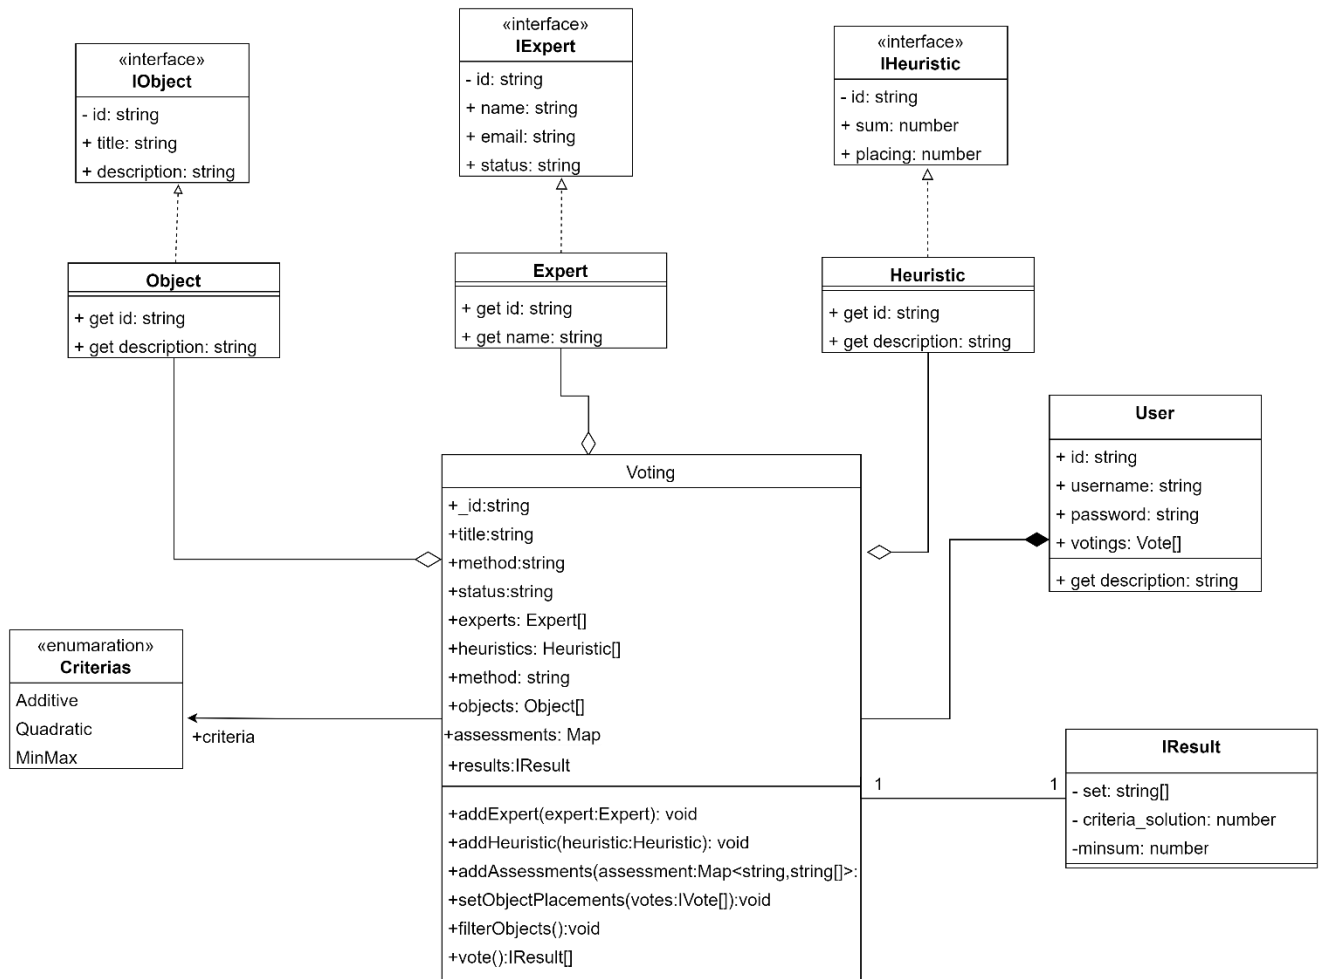 «interface»
IObject
- id: string
+ title: string
+ description: string
«interface»
IExpert
- id: string
+ name: string
+ email: string
+ status: string
«interface»
IHeuristic
- id: string
+ sum: number
+ placing: number
Object
+ get id: string
+ get description: string
Expert
+ get id: string
+ get name: string
Heuristic
+ get id: string
+ get description: string
User
+ id: string
+ username: string
+ password: string
+ votings: Vote[]
+ get description: string
Voting
+_id:string
+title:string
+method:string
+status:string
+experts: Expert[]
+heuristics: Heuristic[]
+method: string
+objects: Object[]
+assessments: Map
+results:IResult
+addExpert(expert:Expert): void
+addHeuristic(heuristic:Heuristic): void
+addAssessments(assessment:Map<string,string[]>:
+setObjectPlacements(votes:IVote[]):void
+filterObjects():void
+vote():IResult[]
«enumaration»
Criterias
Additive
Quadratic
MinMax
+criteria
1
1
IResult
- set: string[]
- criteria_solution: number
-minsum: number